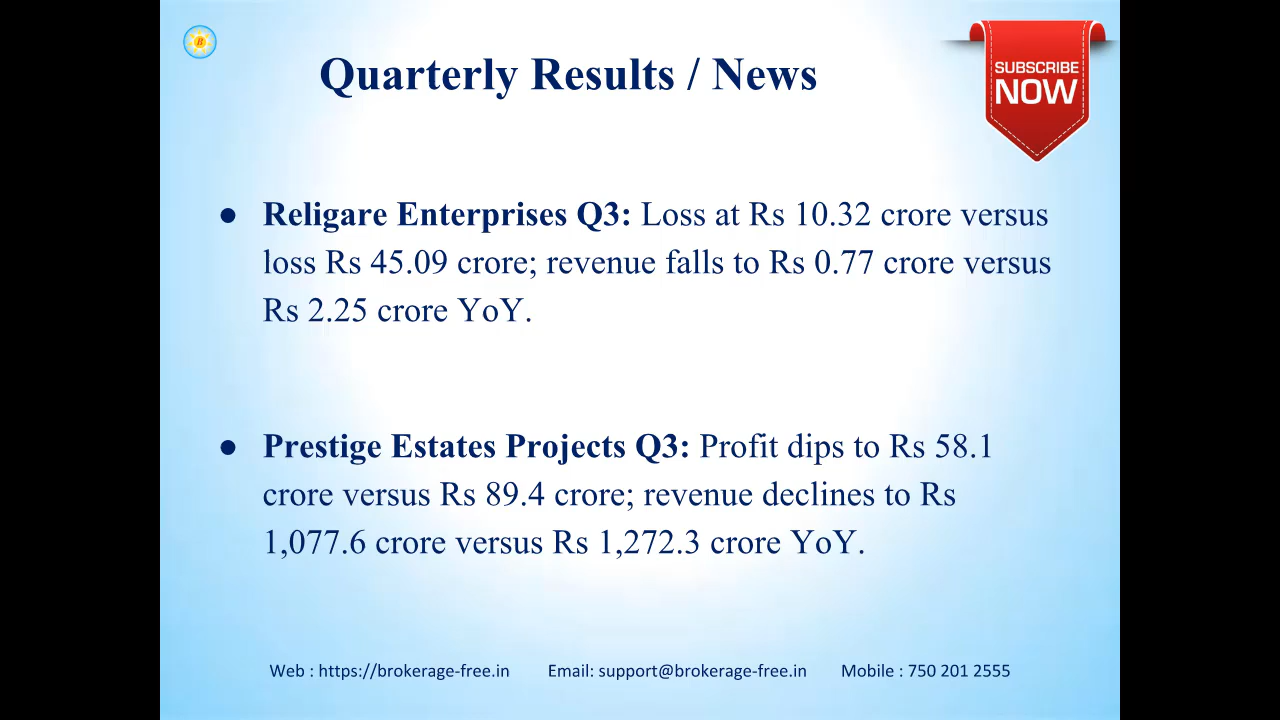 Quarterly Results / News
SUBSCRIBE
NOW
● Religare Enterprises Q3: Loss at Rs 10.32 crore versus
loss Rs 45.09 crore; revenue falls to Rs 0.77 crore versus
Rs 2.25 crore YoY.
● Prestige Estates Projects Q3: Profit dips to Rs 58.1
crore versus Rs 89.4 crore; revenue declines to Rs
1,077.6 crore versus Rs 1,272.3 crore YoY.
Web : https://brokerage-free.in Email: support@brokerage-free.in Mobile : 750 201 2555